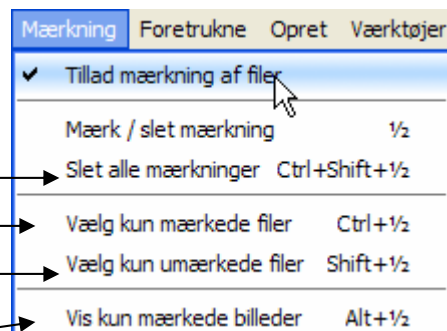 Mærkning Foretrukne Opret Værktøjer
Tillad mærkning af filer
Mærk / slet mærkning ½
Slet alle mærkninger Ctrl+Shift+½
Vælg kun mærkede filer Ctrl+½
Vælg kun umærkede filer Shift+½
Vis kun mærkede billeder Alt+½